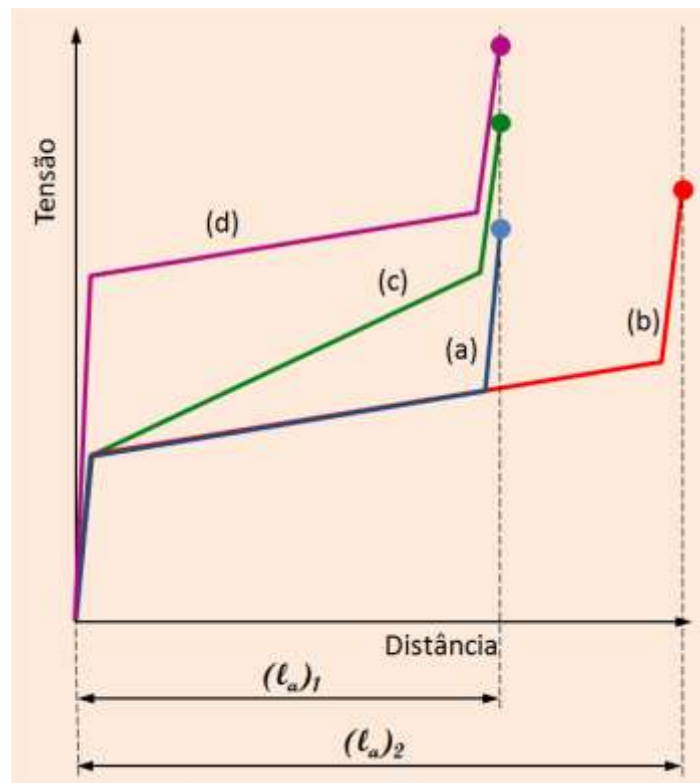 Tensão
(d)
(c)
(a)
(b)
Distância
(ℓₐ)₁
(ℓₐ)₂